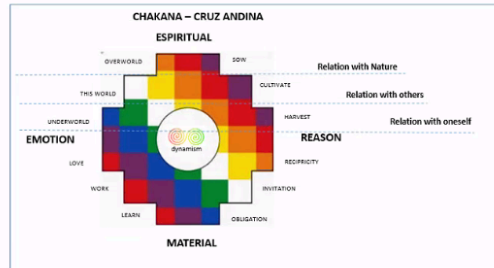 CHAKANA – CRUZ ANDINA
ESPIRITUAL
OVERWORLD
SOW
Relation with Nature
THIS WORLD
CULTIVATE
Relation with others
UNDERWORLD
HARVEST
Relation with oneself
EMOTION
REASON
dynamism
LOVE
RECIPRICITY
WORK
INVITATION
LEARN
OBLIGATION
MATERIAL